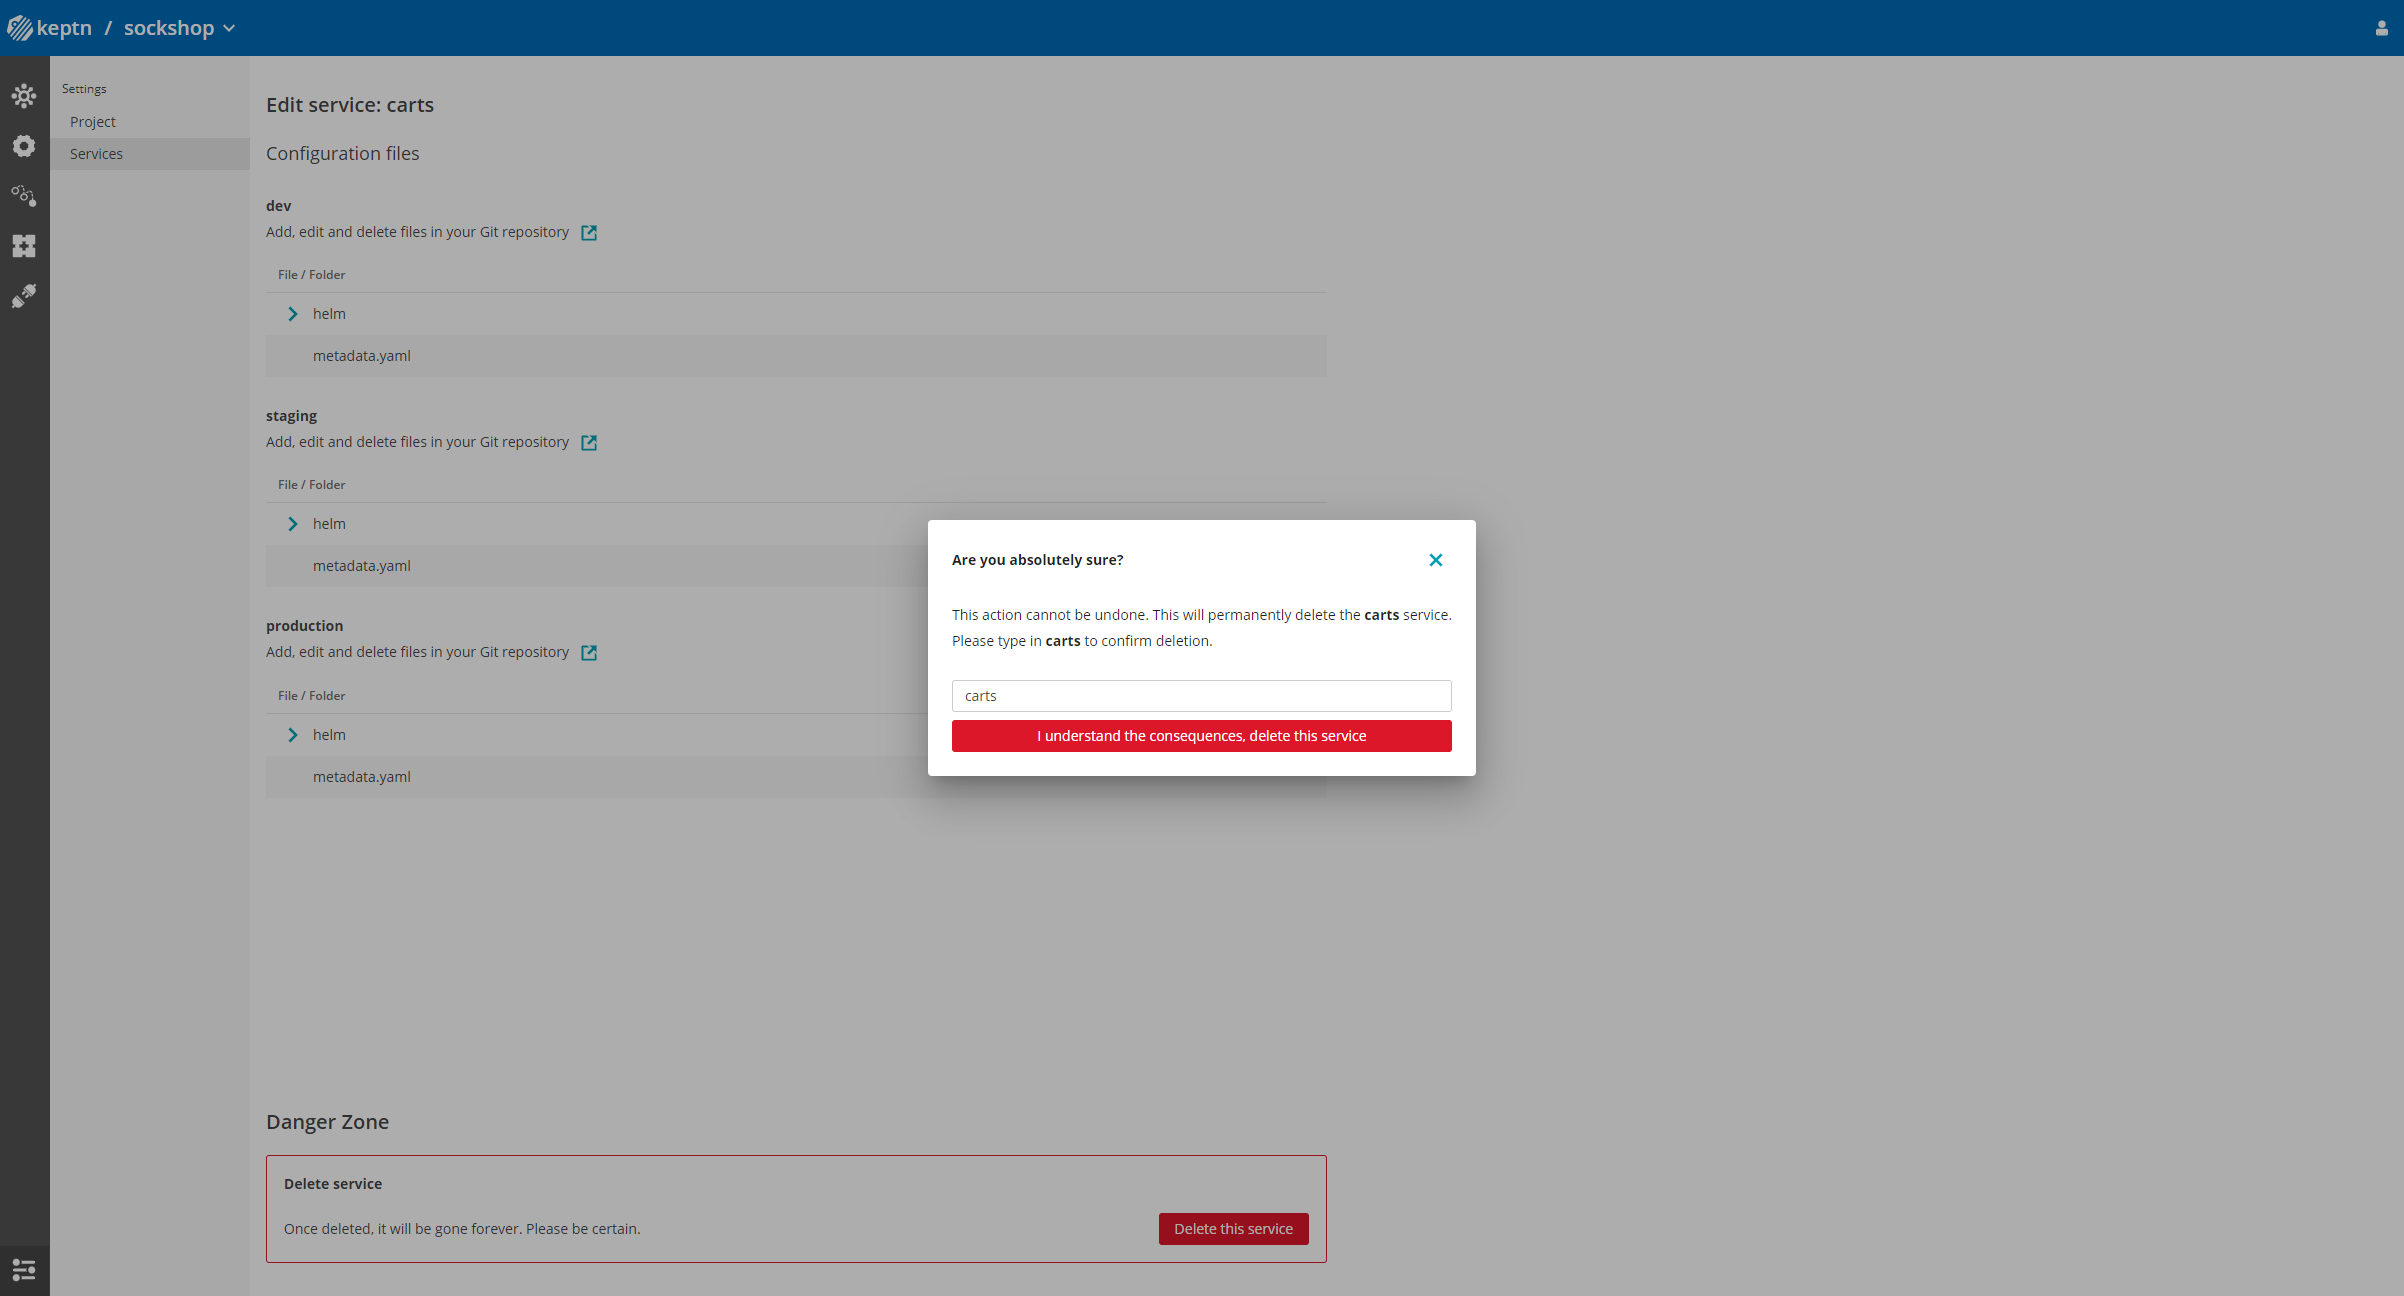 keptn / sockshop
Settings
Project
Services
Edit service: carts
Configuration files
dev
Add, edit and delete files in your Git repository
File / Folder
helm
metadata.yaml
staging
Add, edit and delete files in your Git repository
File / Folder
helm
metadata.yaml
production
Add, edit and delete files in your Git repository
File / Folder
helm
metadata.yaml
Are you absolutely sure?
This action cannot be undone. This will permanently delete the carts service.
Please type in carts to confirm deletion.
carts
I understand the consequences, delete this service
Danger Zone
Delete service
Once deleted, it will be gone forever. Please be certain.
Delete this service